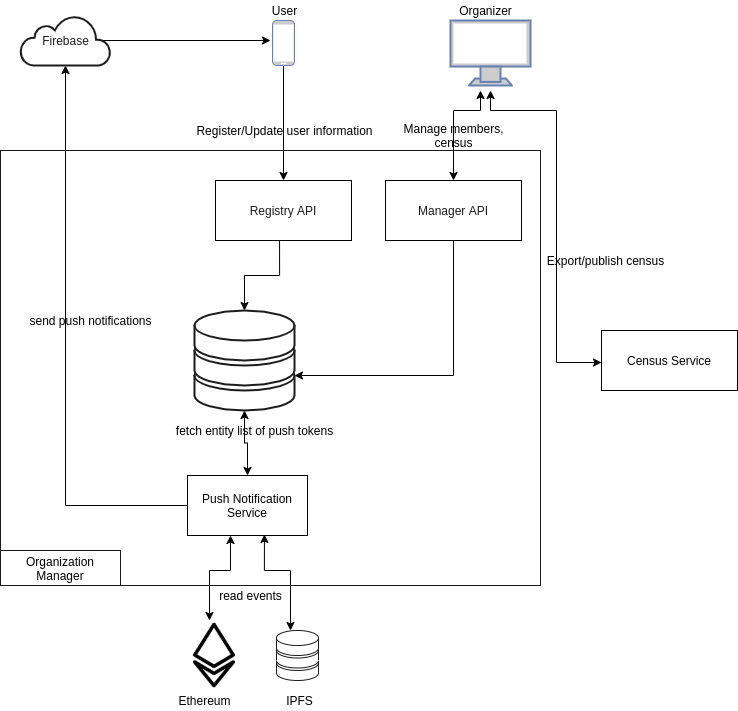 User
Organizer
Firebase
Register/Update user information
Manage members,
census
Registry API
Manager API
Export/publish census
send push notifications
Census Service
fetch entity list of push tokens
Push Notification
Service
Organization
Manager
read events
Ethereum
IPFS